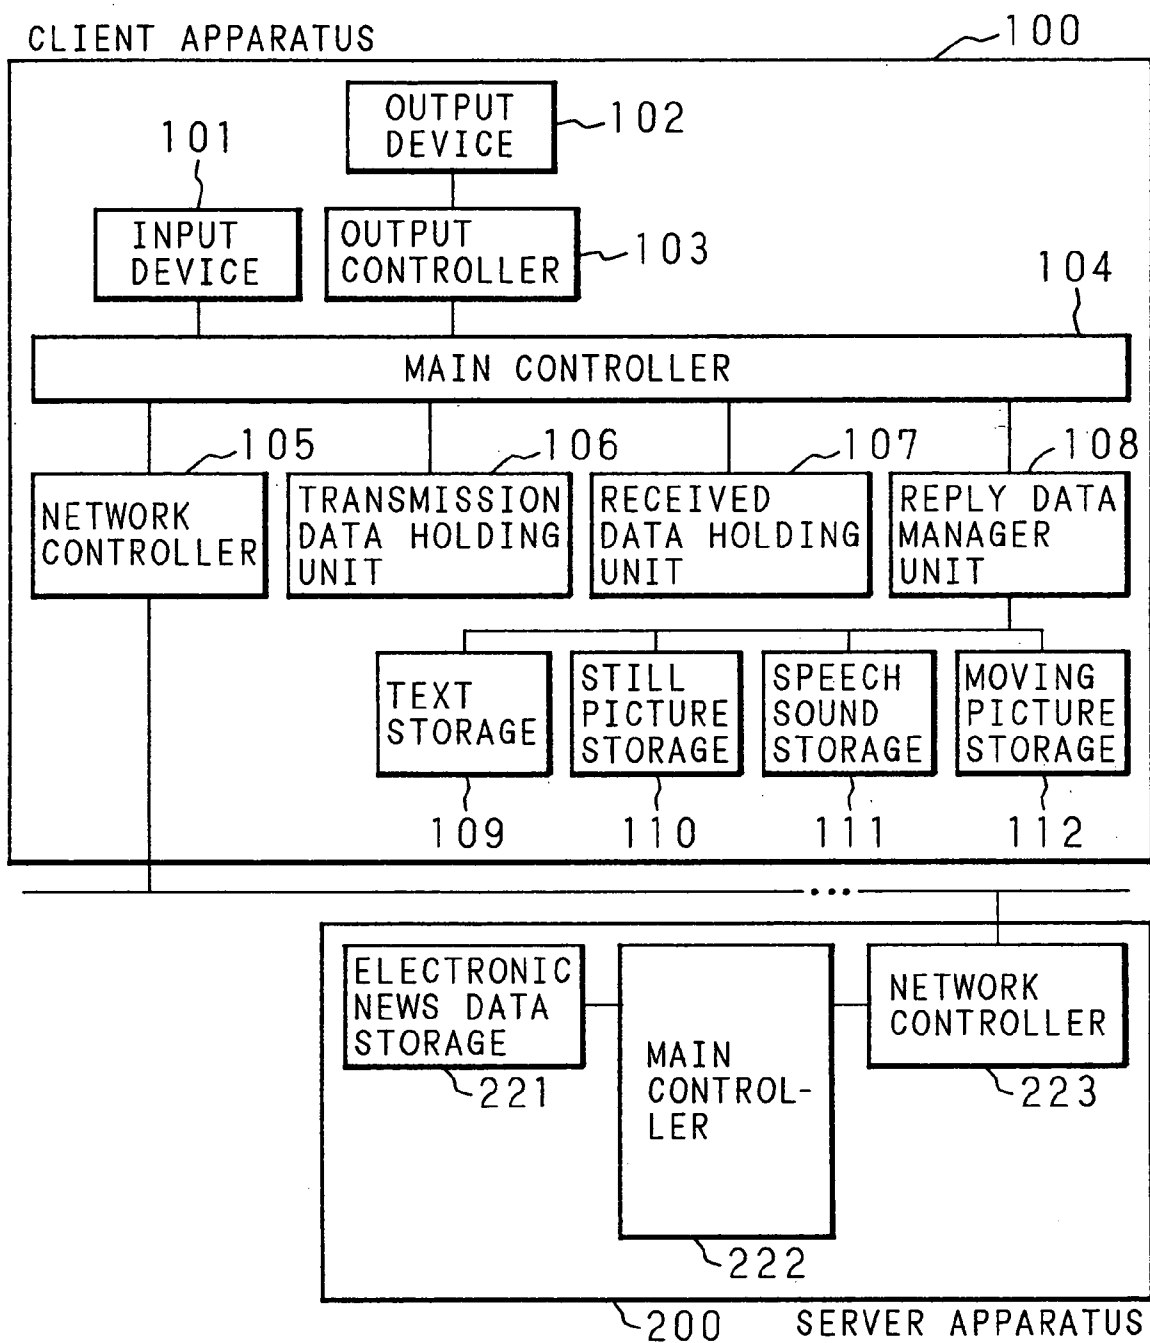 CLIENT APPARATUS
100
OUTPUT
DEVICE
102
101
INPUT
DEVICE
OUTPUT
CONTROLLER
103
104
MAIN CONTROLLER
105
106
107
108
NETWORK
CONTROLLER
TRANSMISSION
DATA HOLDING
UNIT
RECEIVED
DATA HOLDING
UNIT
REPLY DATA
MANAGER
UNIT
TEXT
STORAGE
STILL
PICTURE
STORAGE
SPEECH
SOUND
STORAGE
MOVING
PICTURE
STORAGE
109
110
111
112
ELECTRONIC
NEWS DATA
STORAGE
221
MAIN
CONTROL-
LER
222
NETWORK
CONTROLLER
223
200
SERVER APPARATUS